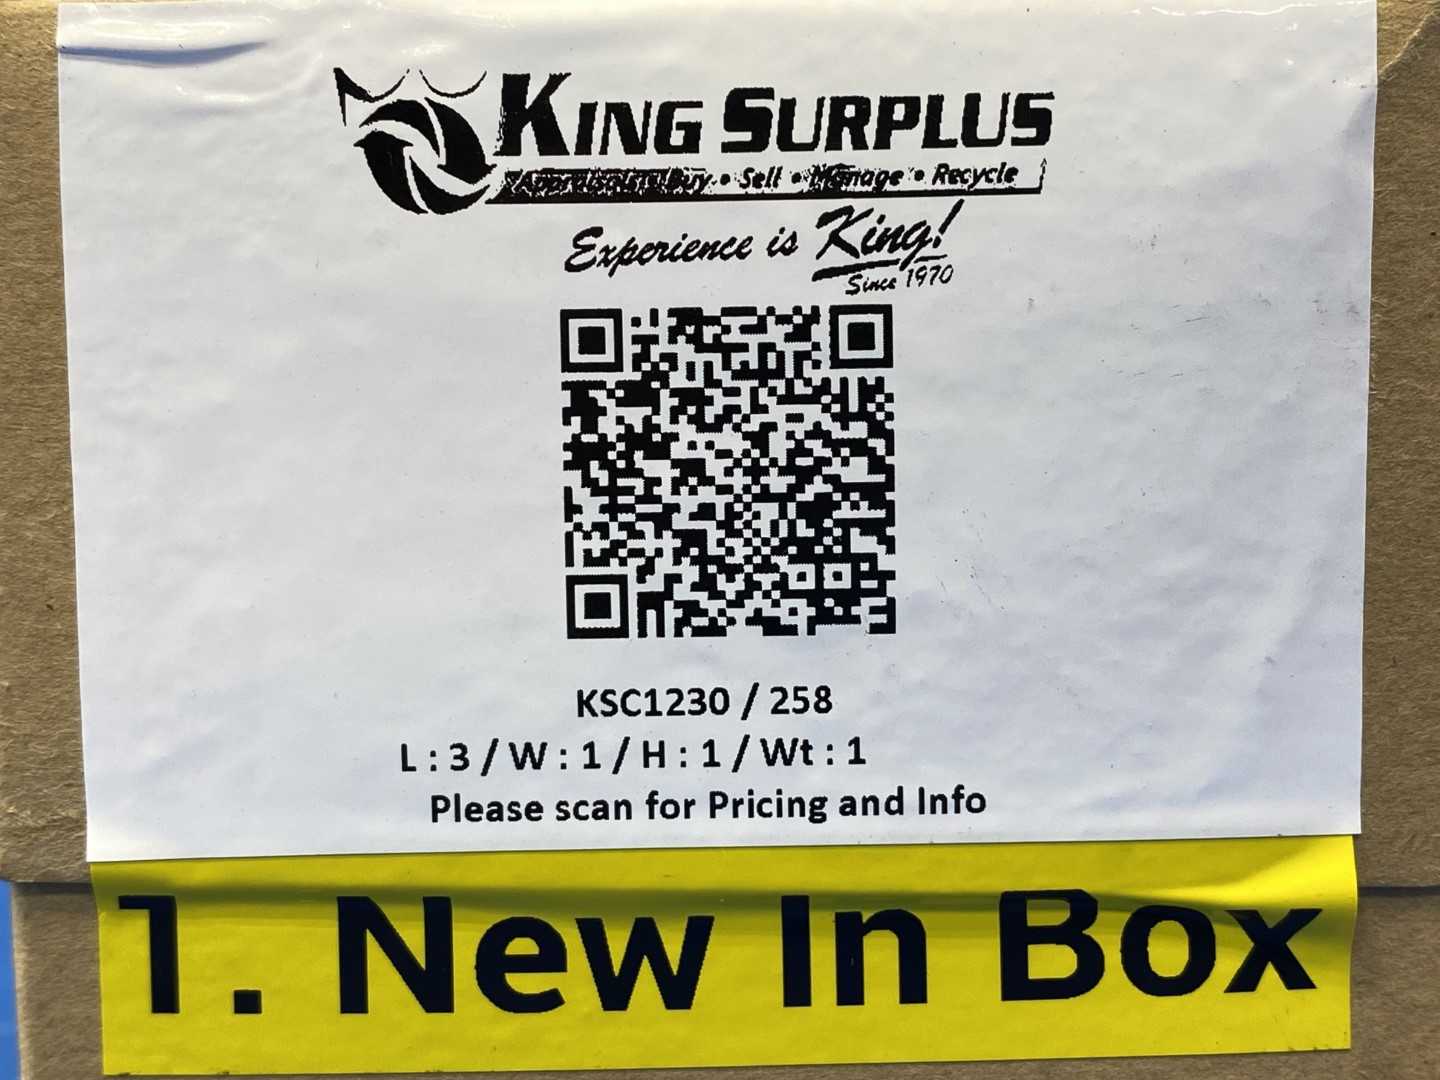 KING SURPLUS
Appraisals • Buy • Sell • Manage • Recycle
Experience is King!
Since 1970
KSC1230 / 258
L : 3 / W : 1 / H : 1 / Wt : 1
Please scan for Pricing and Info
1. New In Box